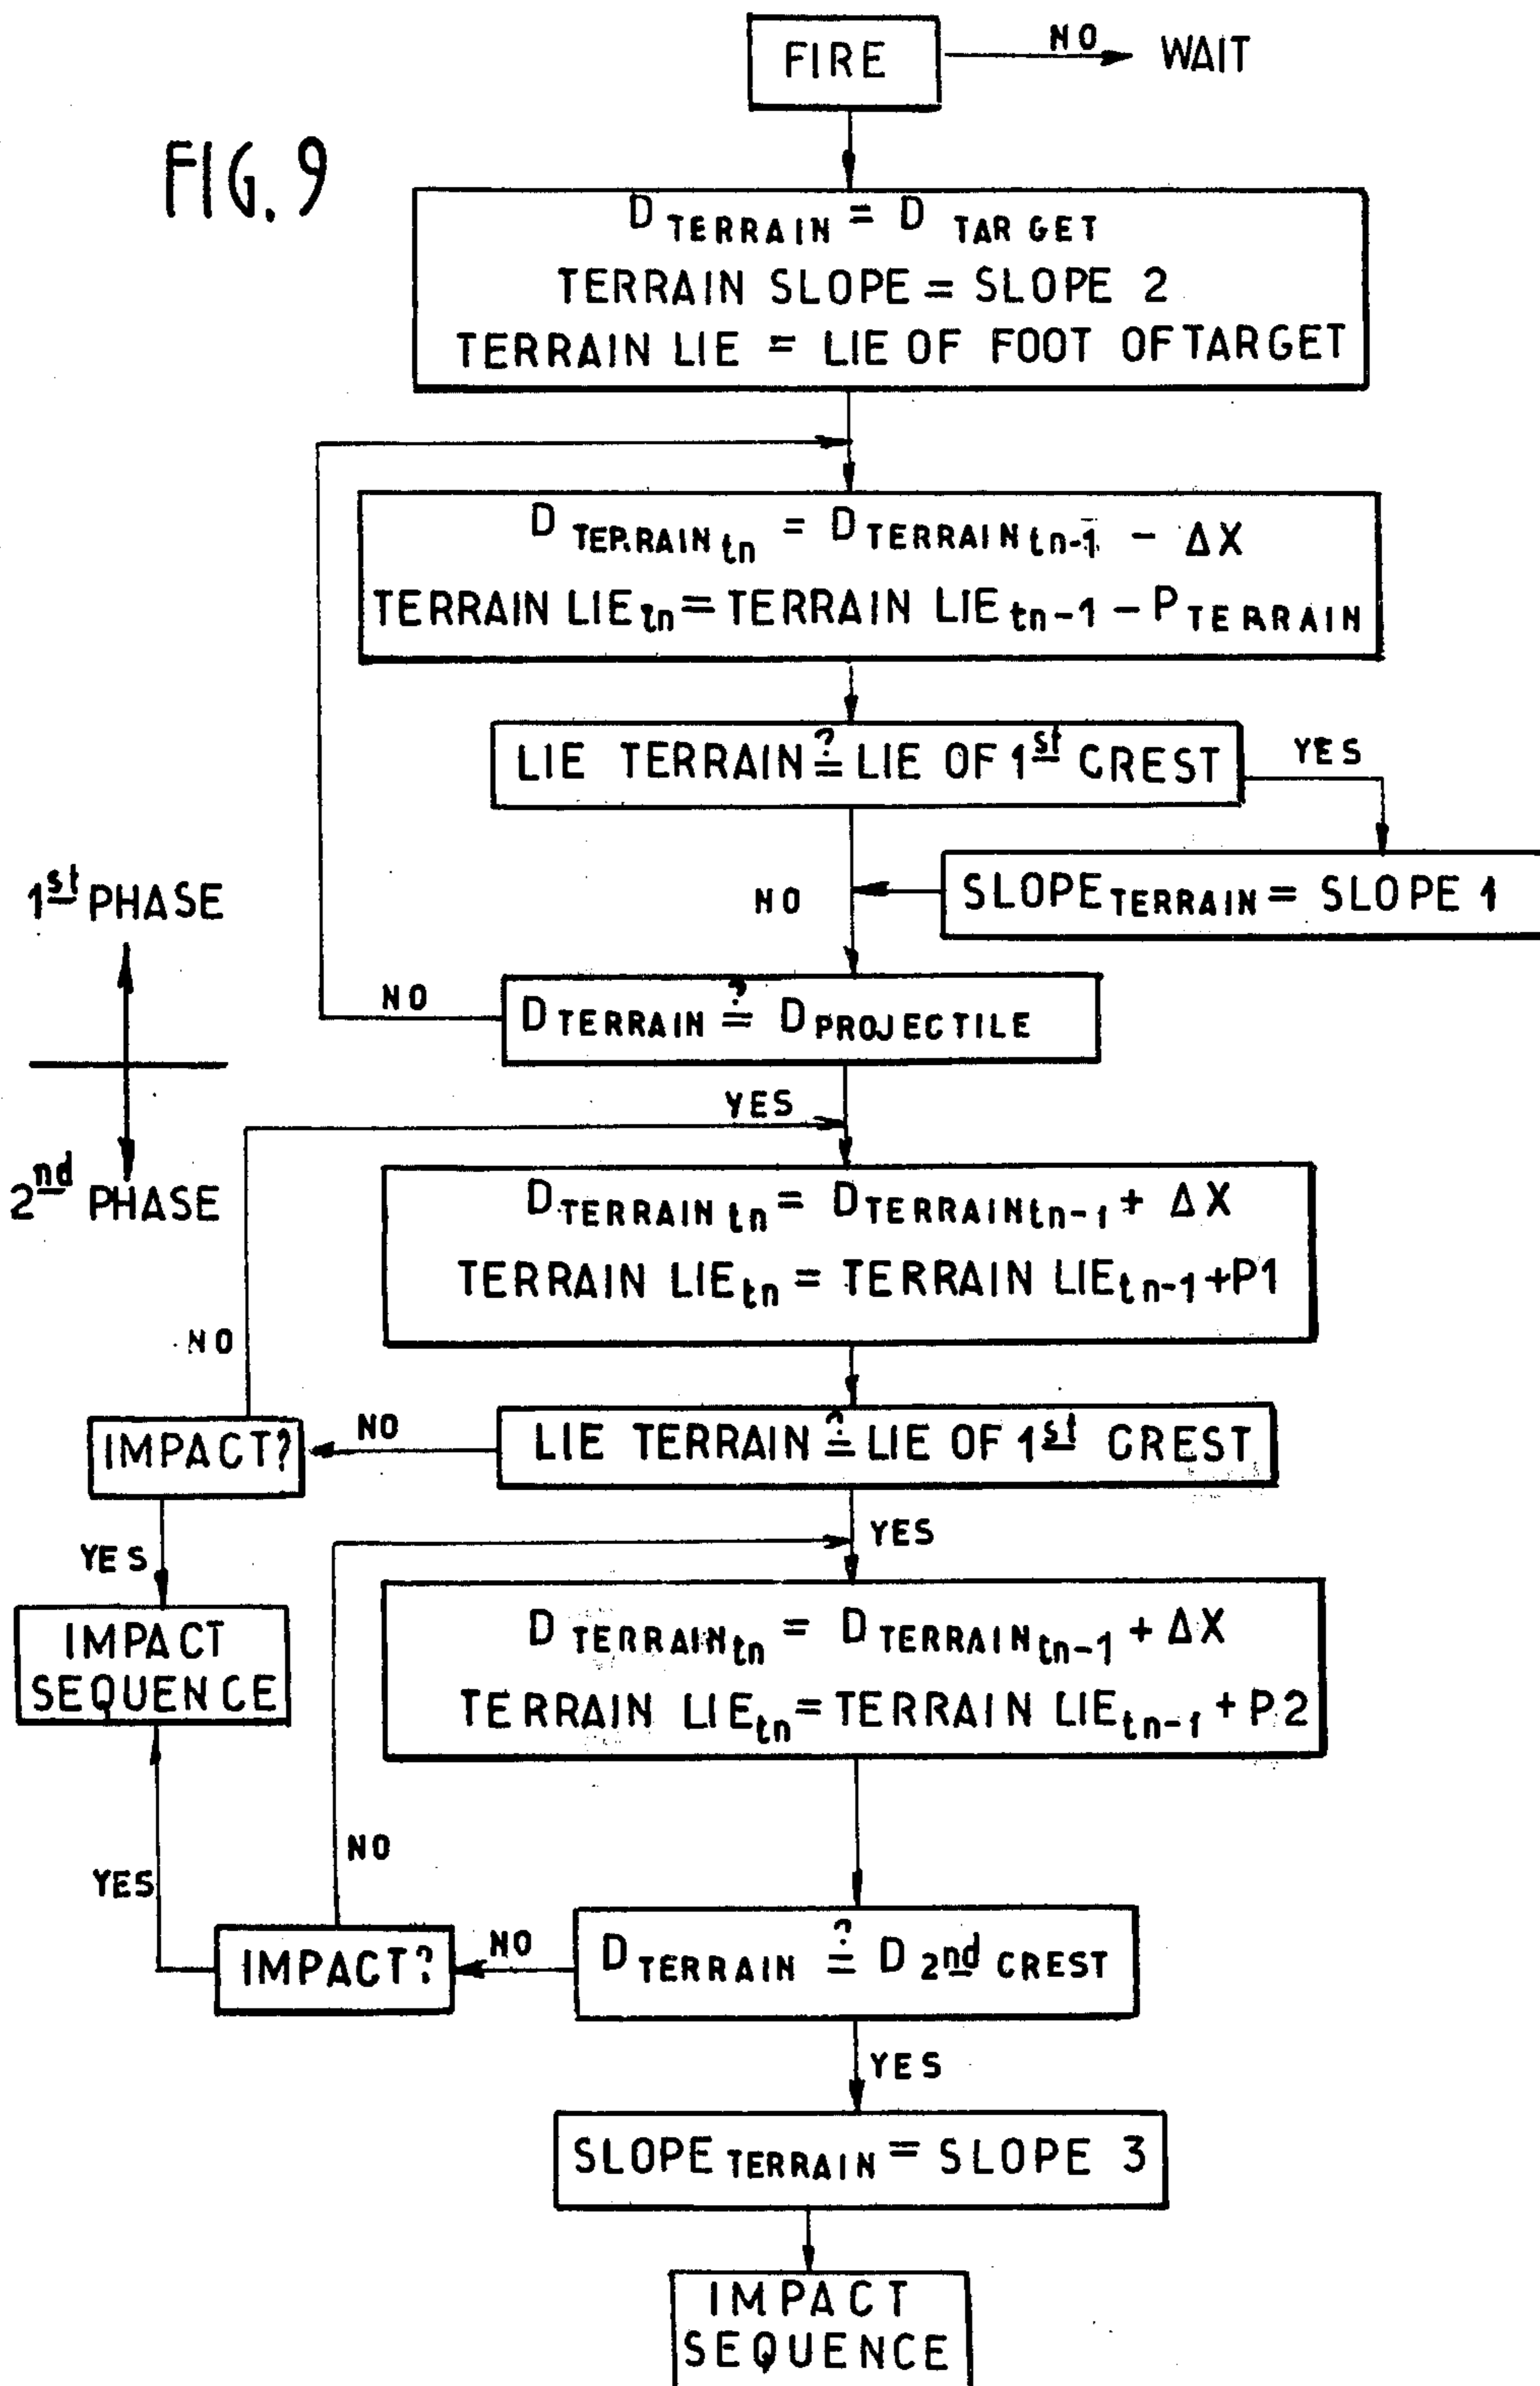 FIRE
NO
WAIT
FIG. 9
D TERRAIN = D TARGET
TERRAIN SLOPE = SLOPE 2
TERRAIN LIE = LIE OF FOOT OF TARGET
D TERRAIN tn = D TERRAIN tn-1 - ΔX
TERRAIN LIE tn = TERRAIN LIE tn-1 - P TERRAIN
LIE TERRAIN ?= LIE OF 1st CREST
YES
SLOPE TERRAIN = SLOPE 1
NO
1st PHASE
NO
D TERRAIN ?= D PROJECTILE
YES
2nd PHASE
D TERRAIN tn = D TERRAIN tn-1 + ΔX
TERRAIN LIE tn = TERRAIN LIE tn-1 + P1
NO
IMPACT?
NO
LIE TERRAIN ?= LIE OF 1st CREST
YES
YES
IMPACT
SEQUENCE
D TERRAIN tn = D TERRAIN tn-1 + ΔX
TERRAIN LIE tn = TERRAIN LIE tn-1 + P2
NO
YES
IMPACT?
NO
D TERRAIN ?= D 2nd CREST
YES
SLOPE TERRAIN = SLOPE 3
IMPACT
SEQUENCE